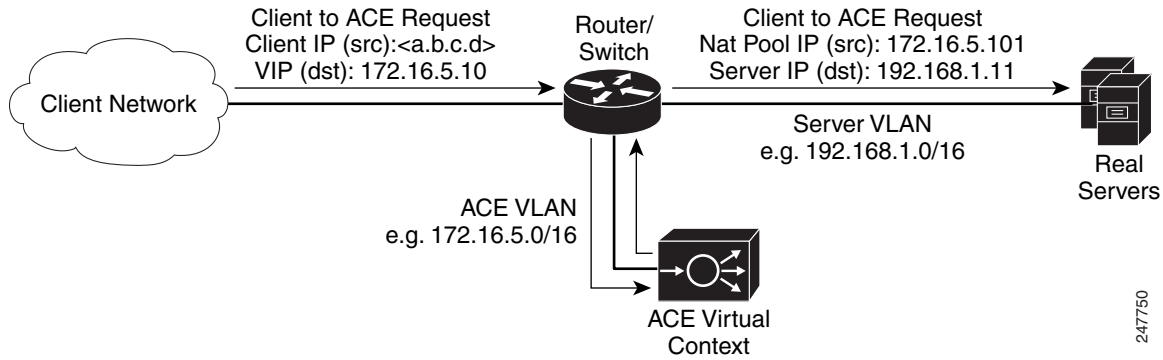 Client to ACE Request
Client IP (src):<a.b.c.d>
VIP (dst): 172.16.5.10
Router/
Switch
Client to ACE Request
Nat Pool IP (src): 172.16.5.101
Server IP (dst): 192.168.1.11
Client Network
Server VLAN
e.g. 192.168.1.0/16
Real
Servers
ACE VLAN
e.g. 172.16.5.0/16
ACE Virtual
Context
247750